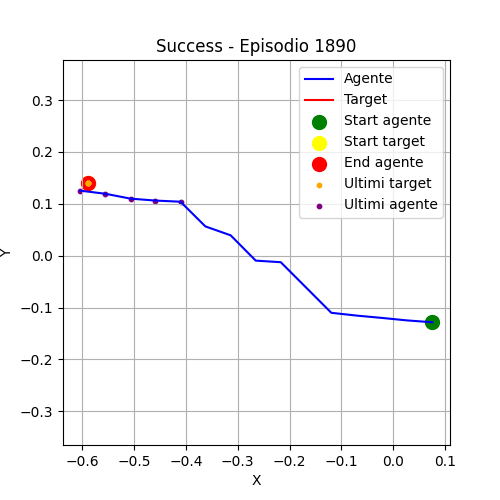 Success - Episodio 1890
Agente
Target
Start agente
Start target
End agente
Ultimi target
Ultimi agente
0.3
0.2
0.1
0.0
−0.1
−0.2
−0.3
Y
−0.6 −0.5 −0.4 −0.3 −0.2 −0.1 0.0 0.1
X